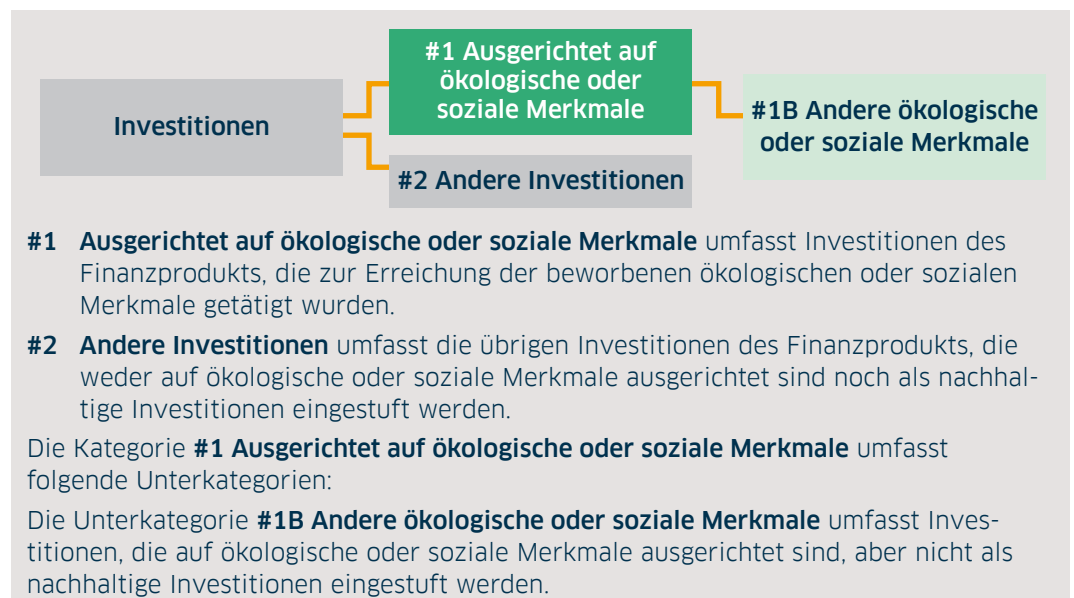 #1 Ausgerichtet auf
ökologische oder
soziale Merkmale
Investitionen
#1B Andere ökologische
oder soziale Merkmale
#2 Andere Investitionen
#1 Ausgerichtet auf ökologische oder soziale Merkmale umfasst Investitionen des
Finanzprodukts, die zur Erreichung der beworbenen ökologischen oder sozialen
Merkmale getätigt wurden.
#2 Andere Investitionen umfasst die übrigen Investitionen des Finanzprodukts, die
weder auf ökologische oder soziale Merkmale ausgerichtet sind noch als nachhal-
tige Investitionen eingestuft werden.
Die Kategorie #1 Ausgerichtet auf ökologische oder soziale Merkmale umfasst
folgende Unterkategorien:
Die Unterkategorie #1B Andere ökologische oder soziale Merkmale umfasst Inves-
titionen, die auf ökologische oder soziale Merkmale ausgerichtet sind, aber nicht als
nachhaltige Investitionen eingestuft werden.